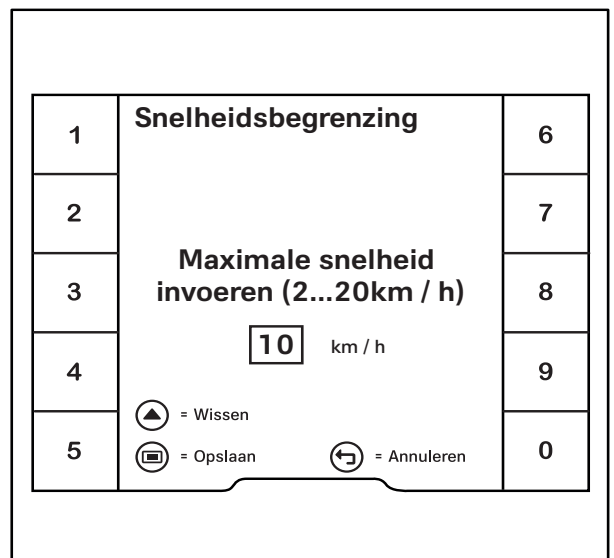 Snelheidsbegrenzing
1
2
3
4
5
Maximale snelheid
invoeren (2...20km / h)
10 km / h
= Wissen
= Opslaan
= Annuleren
6
7
8
9
0